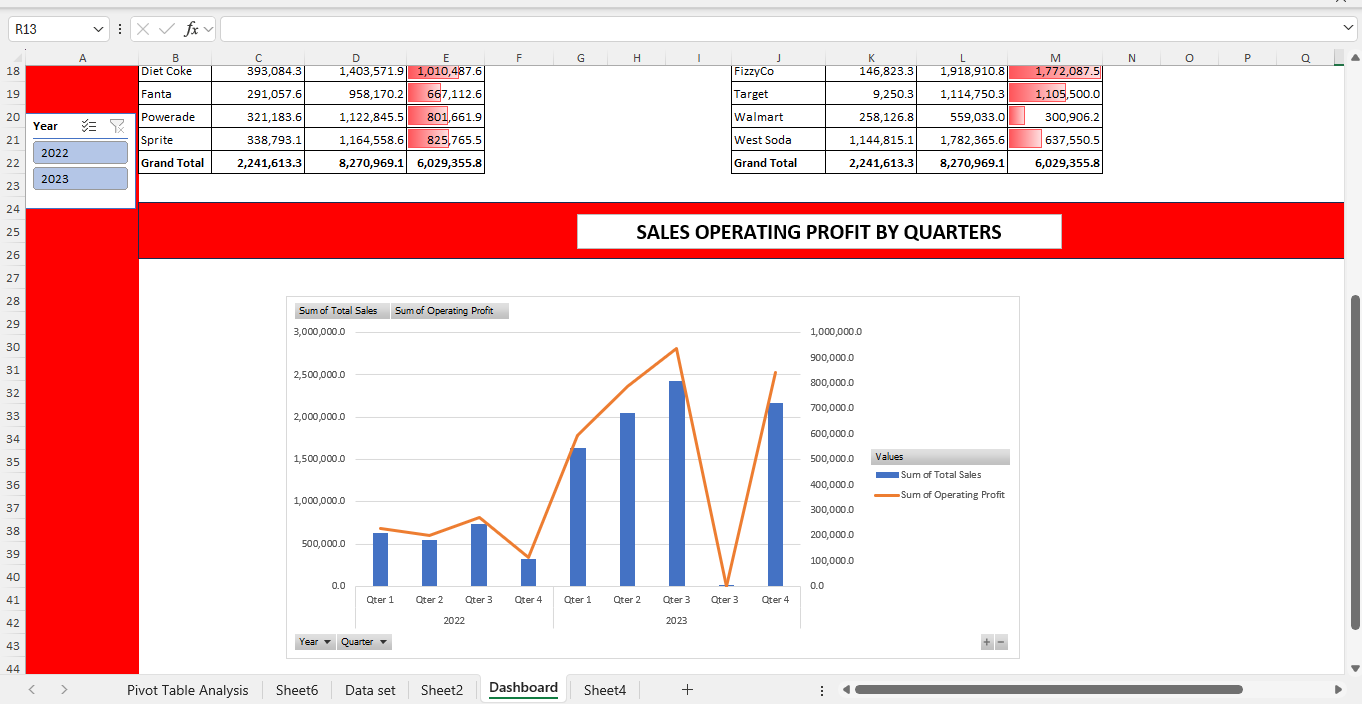 R13 fx
A B C D E F G H I J K L M N O P Q
18 Diet Coke 393,084.3 1,403,571.9 1,010,487.6 FizzyCo 146,823.3 1,918,910.8 1,772,087.5
19 Fanta 291,057.6 958,170.2 667,112.6 Target 9,250.3 1,114,750.3 1,105,500.0
20 Powerade 321,183.6 1,122,845.5 801,661.9 Walmart 258,126.8 559,033.0 300,906.2
21 Sprite 338,793.1 1,164,558.6 825,765.5 West Soda 1,144,815.1 1,782,365.6 637,550.5
22 Grand Total 2,241,613.3 8,270,969.1 6,029,355.8 Grand Total 2,241,613.3 8,270,969.1 6,029,355.8
Year
2022
2023
23
24
25
26
27
28
29
30
31
32
33
34
35
36
37
38
39
40
41
42
43
44
SALES OPERATING PROFIT BY QUARTERS
Sum of Total Sales Sum of Operating Profit
3,000,000.0
2,500,000.0
2,000,000.0
1,500,000.0
1,000,000.0
500,000.0
0.0
1,000,000.0
900,000.0
800,000.0
700,000.0
600,000.0
500,000.0
400,000.0
300,000.0
200,000.0
100,000.0
0.0
Values
Sum of Total Sales
Sum of Operating Profit
Qter 1 Qter 2 Qter 3 Qter 4 Qter 1 Qter 2 Qter 3 Qter 3 Qter 4
2022 2023
Year Quarter
Pivot Table Analysis Sheet6 Data set Sheet2 Dashboard Sheet4